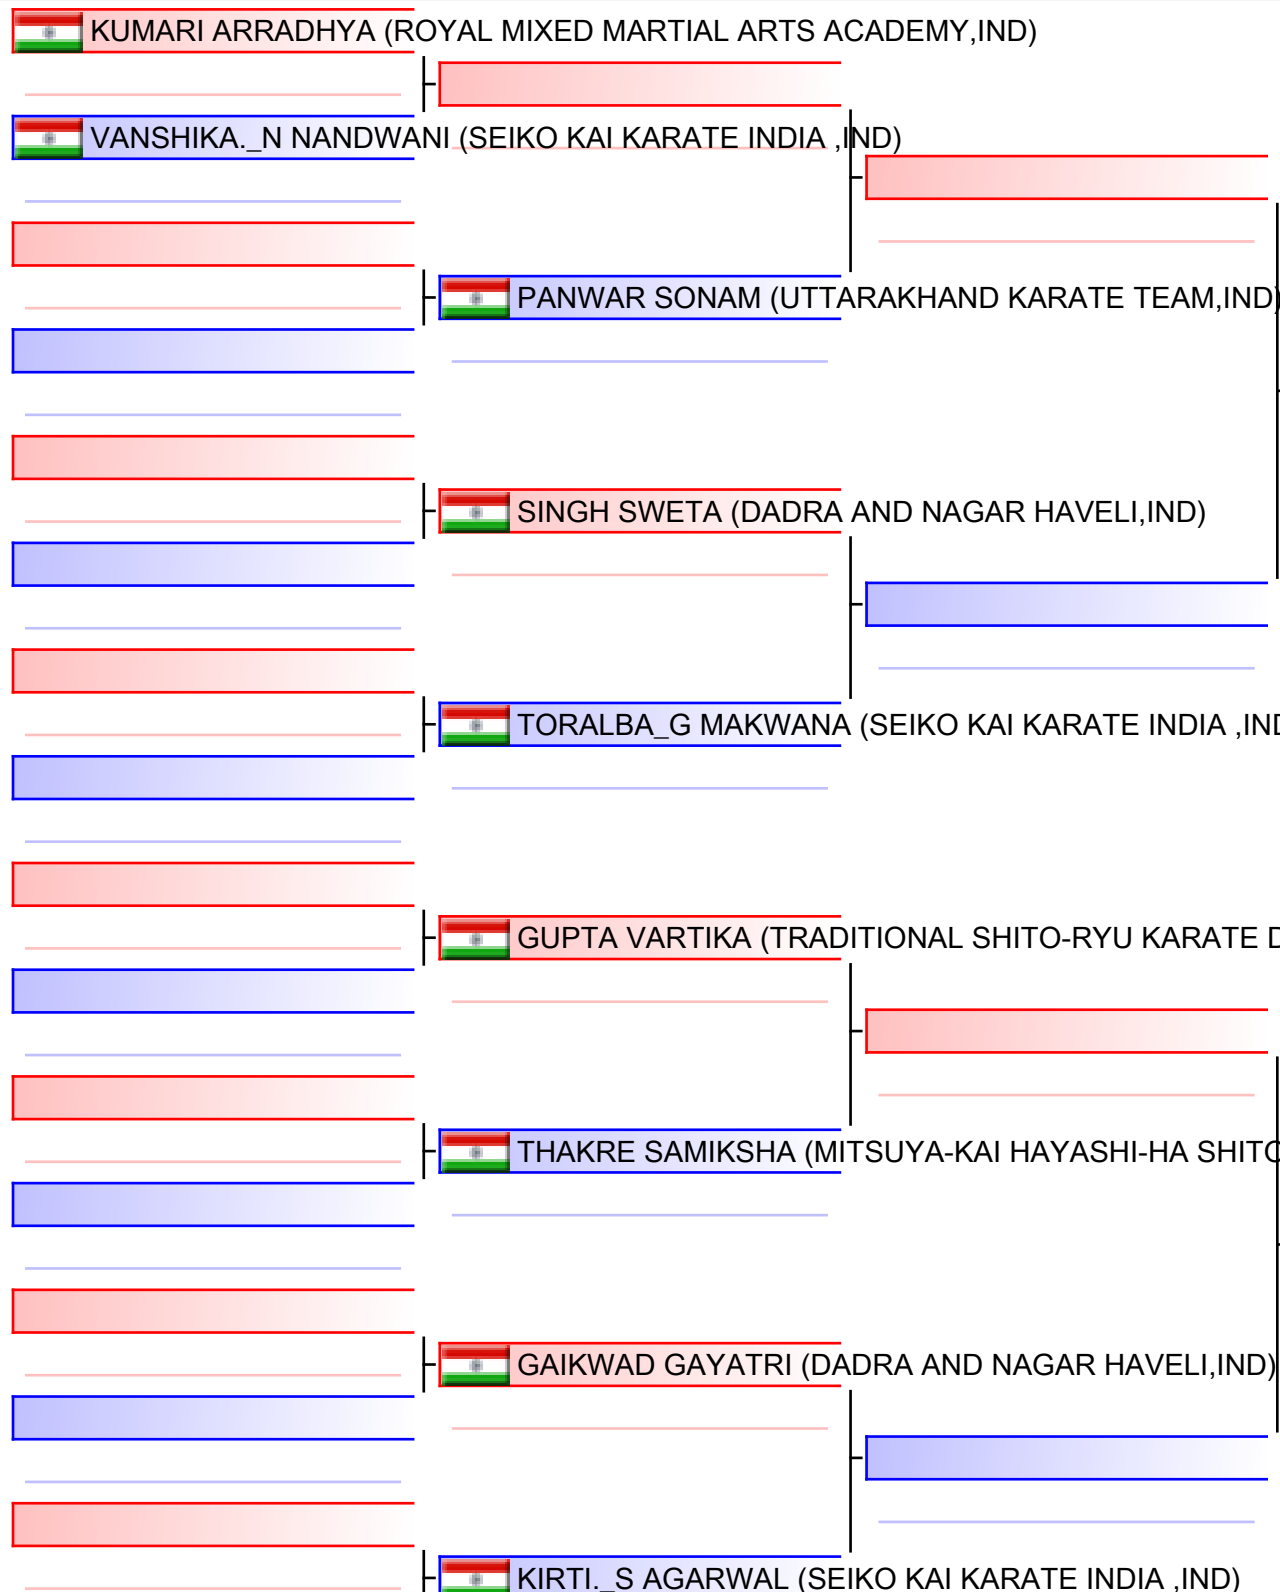 KUMARI ARRADHYA (ROYAL MIXED MARTIAL ARTS ACADEMY,IND)
VANSHIKA._N NANDWANI (SEIKO KAI KARATE INDIA ,IND)
PANWAR SONAM (UTTARAKHAND KARATE TEAM,IND)
SINGH SWETA (DADRA AND NAGAR HAVELI,IND)
TORALBA_G MAKWANA (SEIKO KAI KARATE INDIA ,IND
GUPTA VARTIKA (TRADITIONAL SHITO-RYU KARATE D
THAKRE SAMIKSHA (MITSUYA-KAI HAYASHI-HA SHITO
GAIKWAD GAYATRI (DADRA AND NAGAR HAVELI,IND)
KIRTI._S AGARWAL (SEIKO KAI KARATE INDIA ,IND)